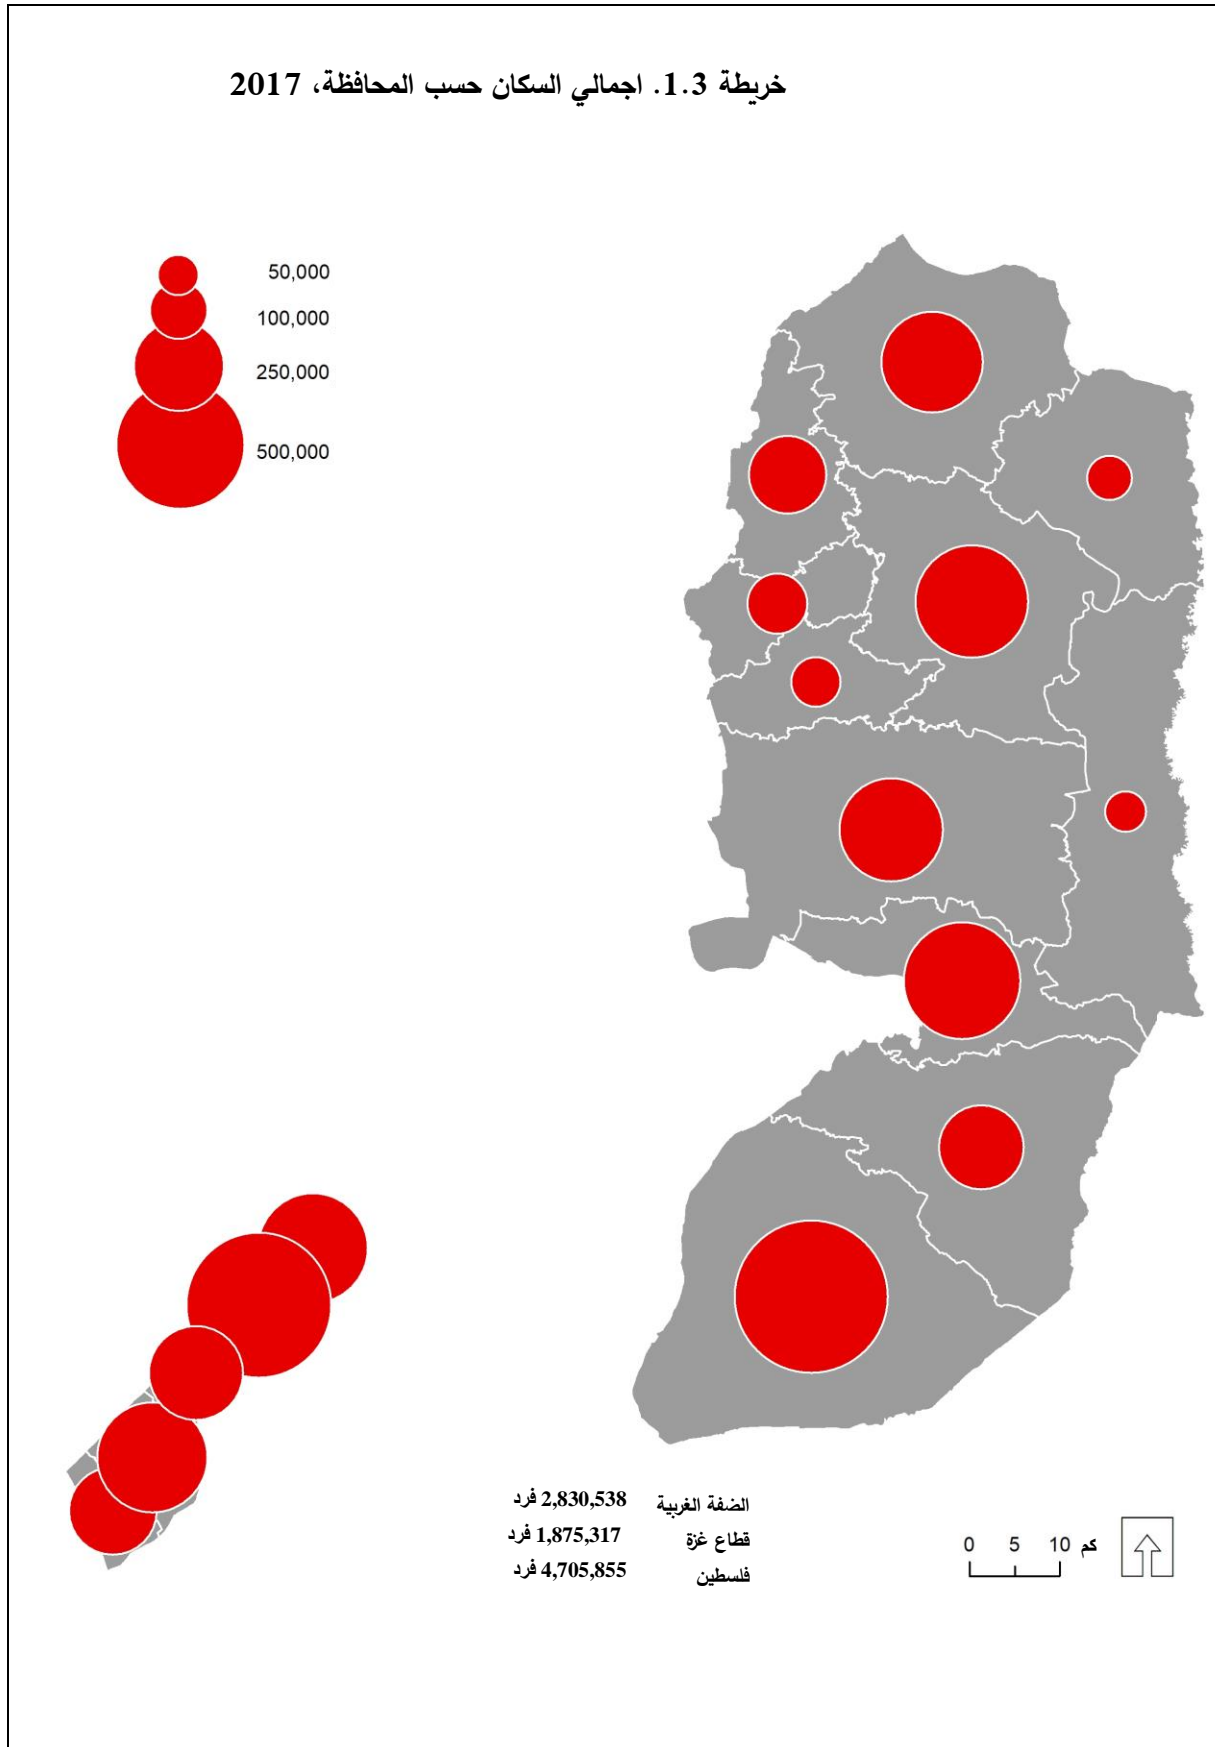 خريطة 1.3. اجمالي السكان حسب المحافظة، 2017
50,000
100,000
250,000
500,000
الضفة الغربية 2,830,538 فرد
قطاع غزة 1,875,317 فرد
فلسطين 4,705,855 فرد
0 5 10 كم